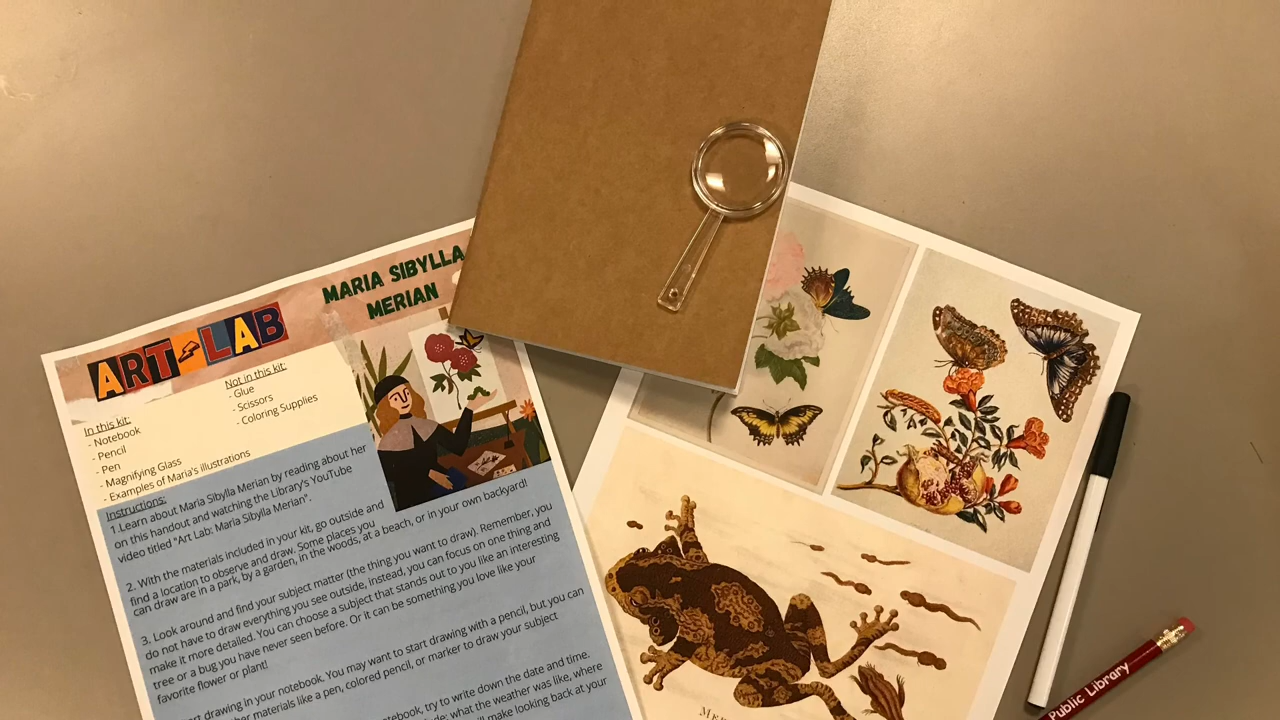 MARIA SIBYLLA
MERIAN
ART LAB
In this kit:
- Notebook
- Pencil
- Pen
- Magnifying Glass
- Examples of Maria's illustrations
Not in this kit:
- Glue
- Scissors
- Coloring Supplies
Instructions:
1.Learn about Maria Sibylla Merian by reading about her
on this handout and watching the Library's YouTube
video titled "Art Lab: Maria Sibylla Merian".
2. With the materials included in your kit, go outside and
find a location to observe and draw. Some places you
can draw are in a park, by a garden, in the woods, at a beach, or in your own backyard!
3. Look around and find your subject matter (the thing you want to draw). Remember, you
do not have to draw everything you see outside, instead, you can focus on one thing and
make it more detailed. You can choose a subject that stands out to you like an interesting
tree or a bug you have never seen before. Or it can be something you love like your
favorite flower or plant!
drawing in your notebook. You may want to start drawing with a pencil, but you can
materials like a pen, colored pencil, or marker to draw your subject
notebook, try to write down the date and time.
what the weather was like, where
make looking back at your
Public Library